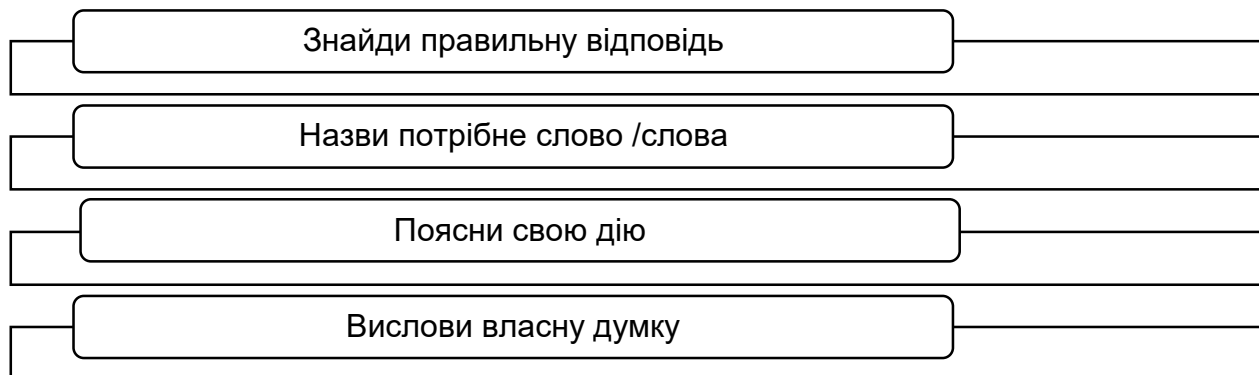 Знайди правильну відповідь
Назви потрібне слово /слова
Поясни свою дію
Вислови власну думку